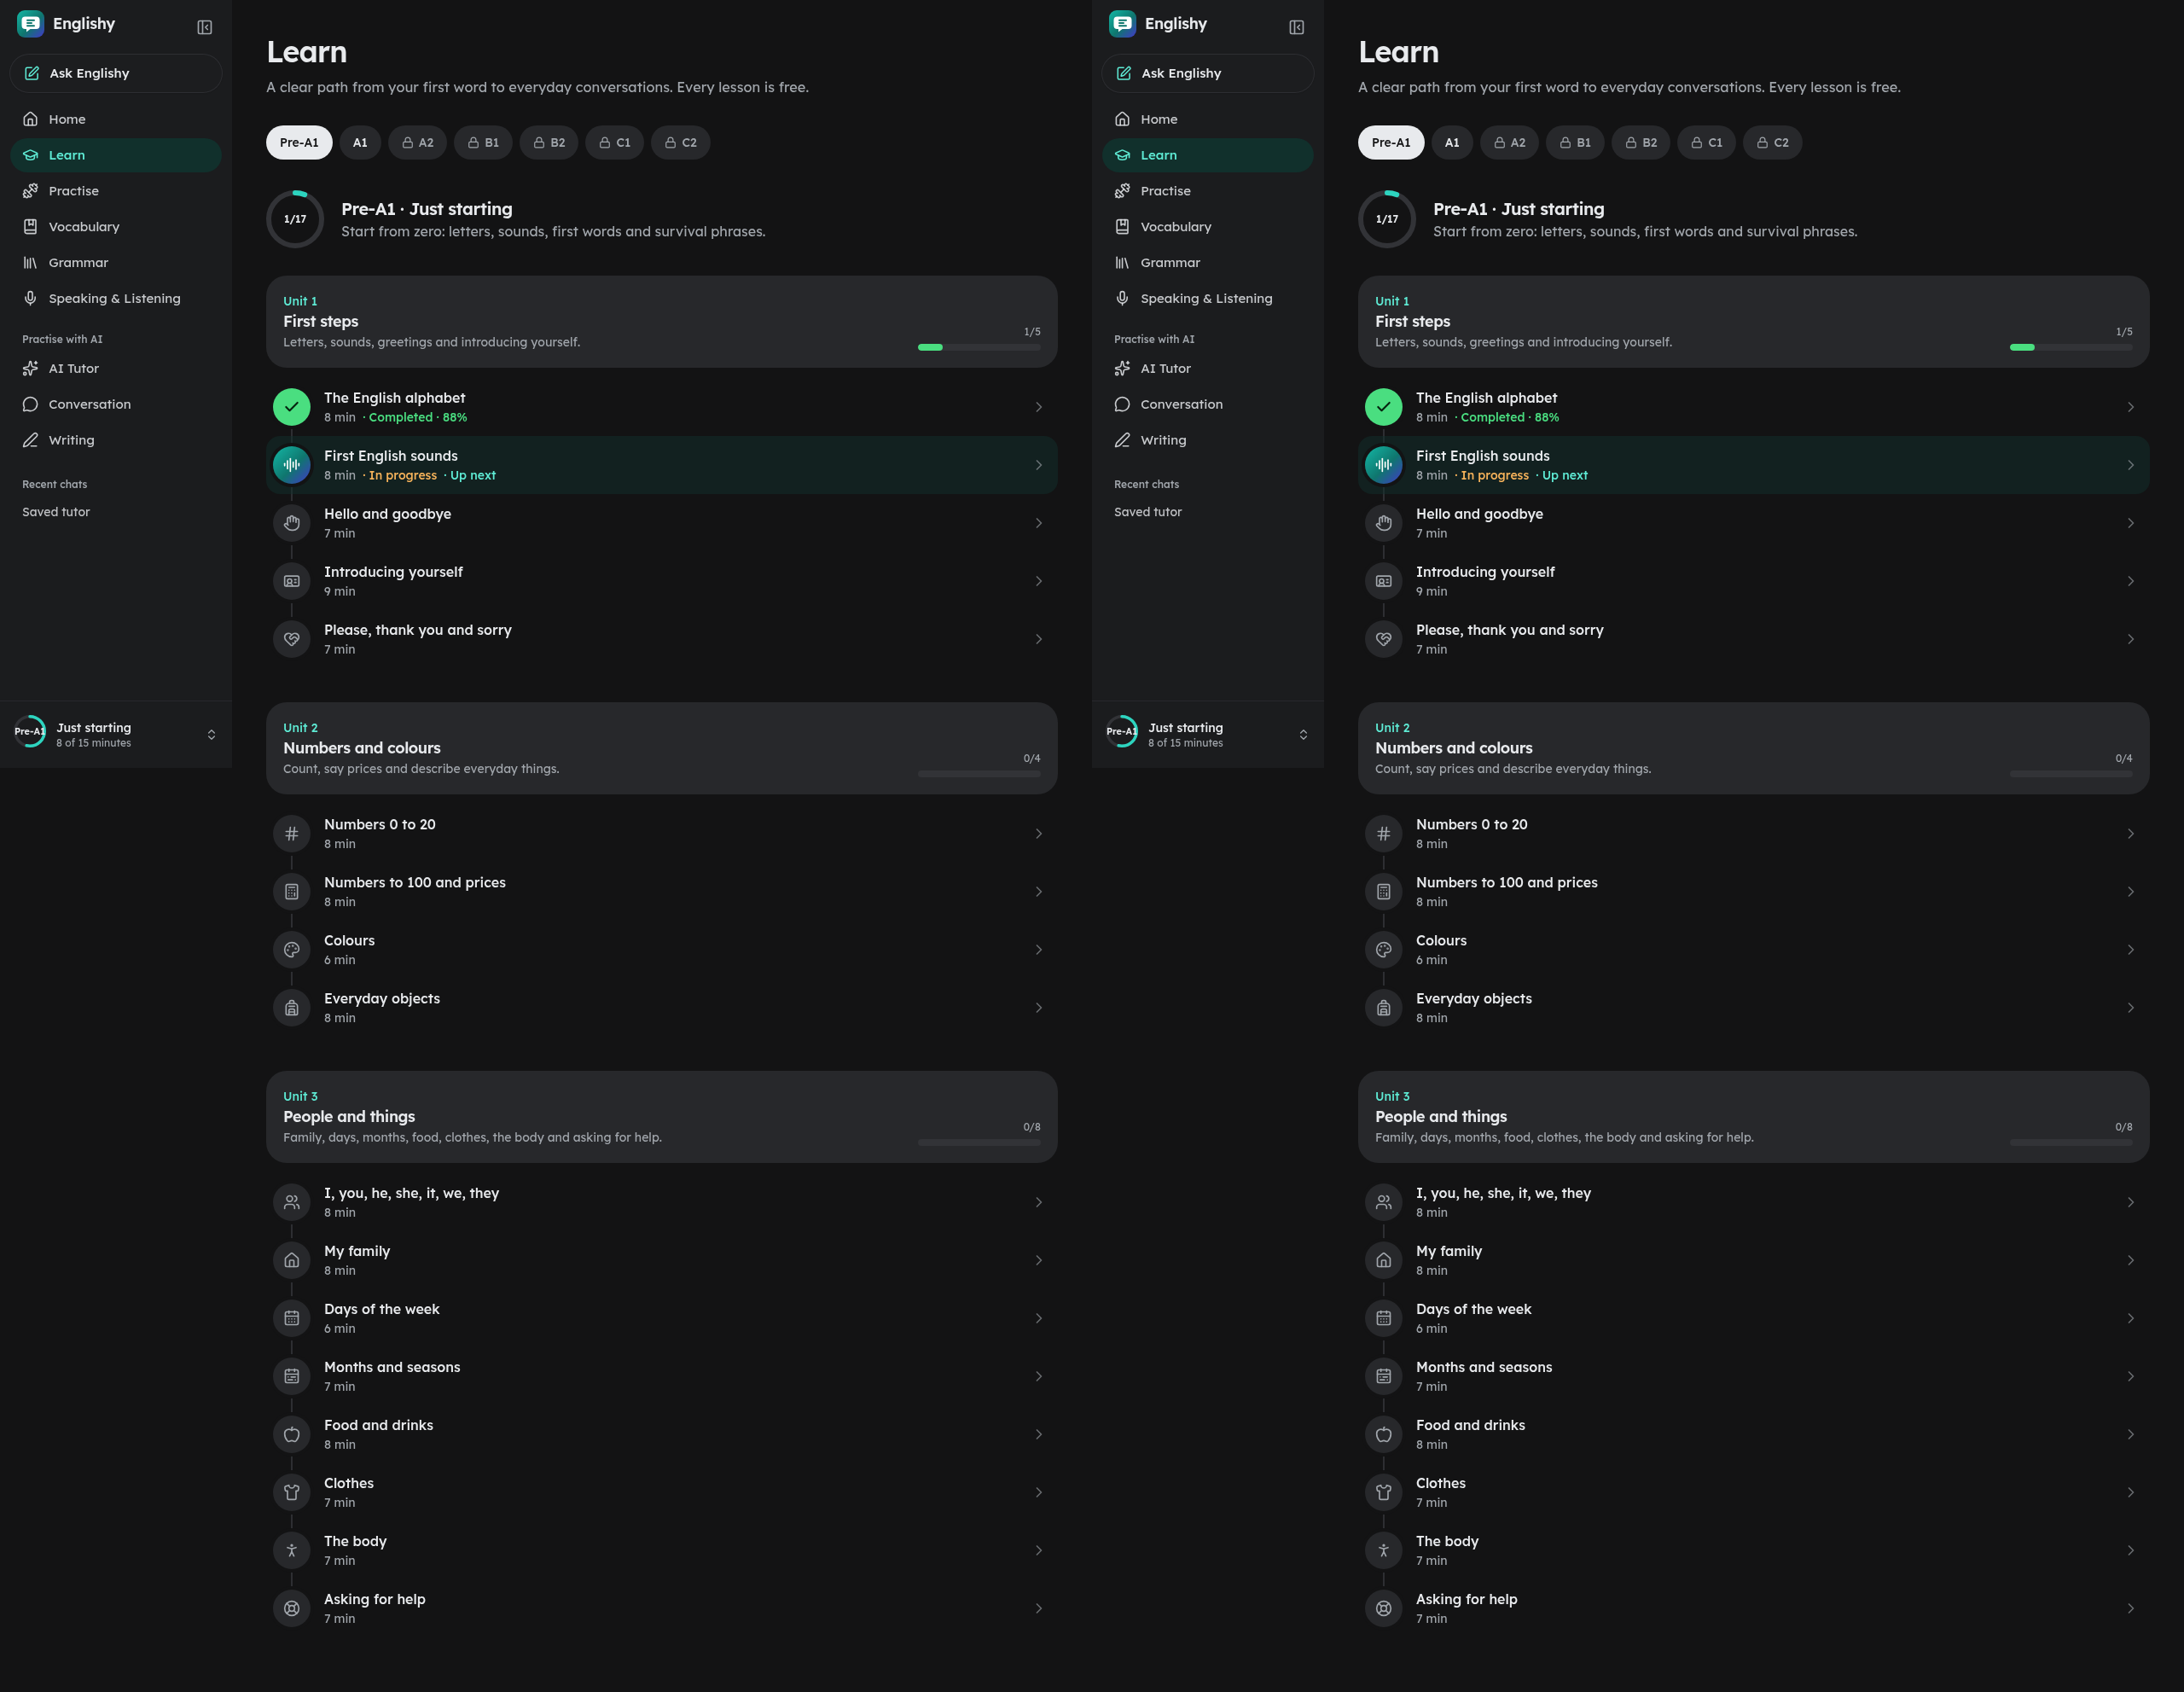 Englishy
Ask Englishy
Home
Learn
Practise
Vocabulary
Grammar
Speaking & Listening
Practise with AI
AI Tutor
Conversation
Writing
Recent chats
Saved tutor
Pre-A1
Just starting
8 of 15 minutes
Learn
A clear path from your first word to everyday conversations. Every lesson is free.
Pre-A1 A1 A2 B1 B2 C1 C2
1/17
Pre-A1 · Just starting
Start from zero: letters, sounds, first words and survival phrases.
Unit 1
First steps
Letters, sounds, greetings and introducing yourself.
1/5
The English alphabet
8 min · Completed · 88%
First English sounds
8 min · In progress · Up next
Hello and goodbye
7 min
Introducing yourself
9 min
Please, thank you and sorry
7 min
Unit 2
Numbers and colours
Count, say prices and describe everyday things.
0/4
Numbers 0 to 20
8 min
Numbers to 100 and prices
8 min
Colours
6 min
Everyday objects
8 min
Unit 3
People and things
Family, days, months, food, clothes, the body and asking for help.
0/8
I, you, he, she, it, we, they
8 min
My family
8 min
Days of the week
6 min
Months and seasons
7 min
Food and drinks
8 min
Clothes
7 min
The body
7 min
Asking for help
7 min
Englishy
Ask Englishy
Home
Learn
Practise
Vocabulary
Grammar
Speaking & Listening
Practise with AI
AI Tutor
Conversation
Writing
Recent chats
Saved tutor
Pre-A1
Just starting
8 of 15 minutes
Learn
A clear path from your first word to everyday conversations. Every lesson is free.
Pre-A1 A1 A2 B1 B2 C1 C2
1/17
Pre-A1 · Just starting
Start from zero: letters, sounds, first words and survival phrases.
Unit 1
First steps
Letters, sounds, greetings and introducing yourself.
1/5
The English alphabet
8 min · Completed · 88%
First English sounds
8 min · In progress · Up next
Hello and goodbye
7 min
Introducing yourself
9 min
Please, thank you and sorry
7 min
Unit 2
Numbers and colours
Count, say prices and describe everyday things.
0/4
Numbers 0 to 20
8 min
Numbers to 100 and prices
8 min
Colours
6 min
Everyday objects
8 min
Unit 3
People and things
Family, days, months, food, clothes, the body and asking for help.
0/8
I, you, he, she, it, we, they
8 min
My family
8 min
Days of the week
6 min
Months and seasons
7 min
Food and drinks
8 min
Clothes
7 min
The body
7 min
Asking for help
7 min